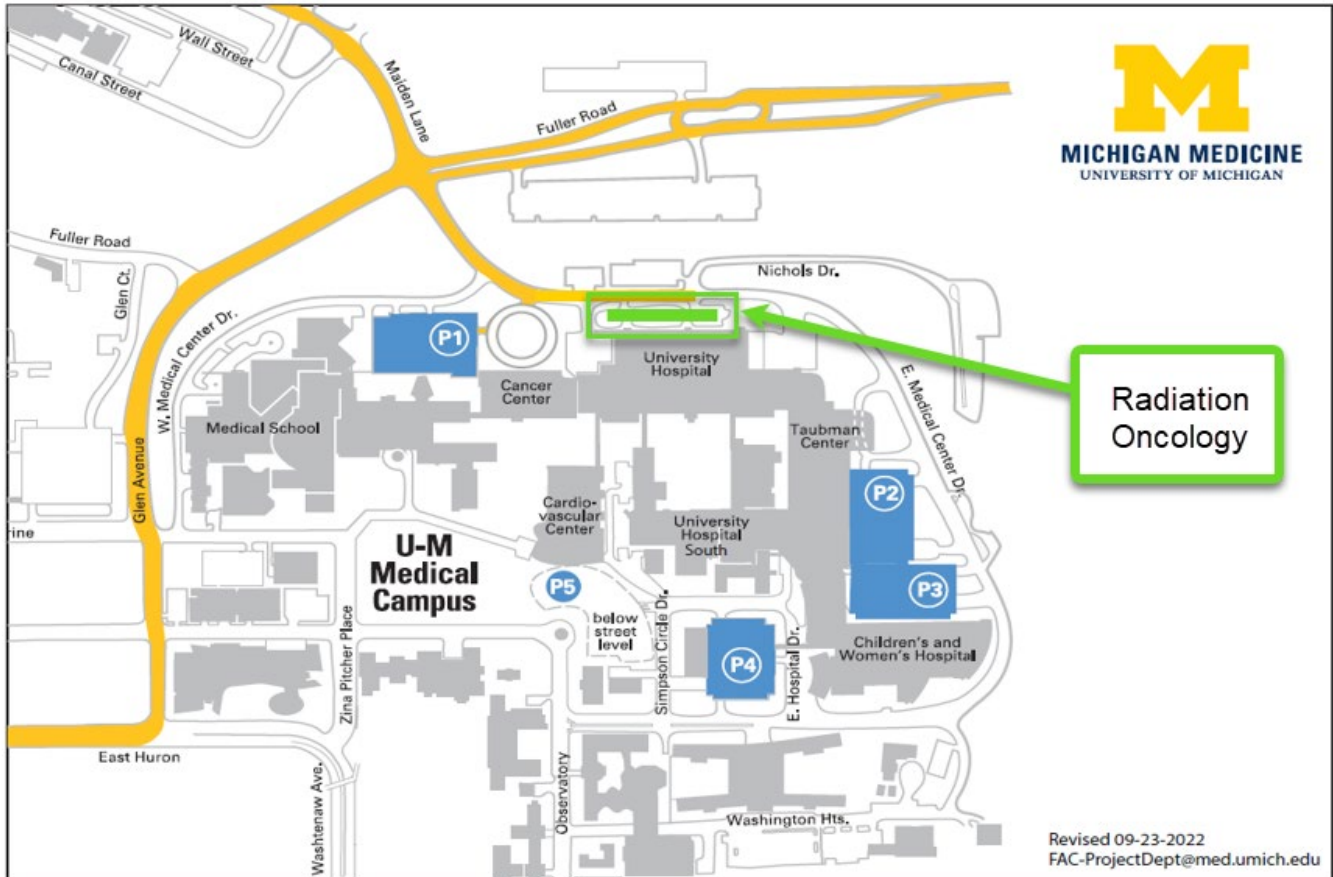 Wall Street
Canal Street
Maiden Lane
Fuller Road
M
MICHIGAN MEDICINE
UNIVERSITY OF MICHIGAN
Fuller Road
Glen Ct.
W. Medical Center Dr.
Nichols Dr.
P1
University
Hospital
Cancer
Center
E. Medical Center Dr.
Radiation
Oncology
Medical School
Taubman
Center
Glen Avenue
P2
Cardio-
vascular
Center
University
Hospital
South
rine
U-M
Medical
Campus
P5
P3
below
street
level
Simpson Circle Dr.
P4
E. Hospital Dr.
Children's and
Women's Hospital
Zina Pitcher Place
East Huron
Washtenaw Ave.
Observatory
Washington Hts.
Revised 09-23-2022
FAC-ProjectDept@med.umich.edu